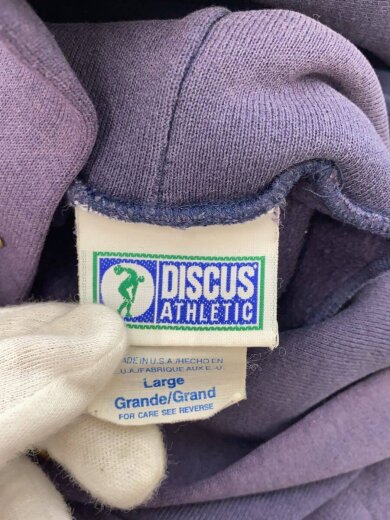 DISCUS
ATHLETIC
MADE IN U.S.A./HECHO EN
U.A./FABRIQUE AUX E.-U.
Large
Grande/Grand
FOR CARE SEE REVERSE